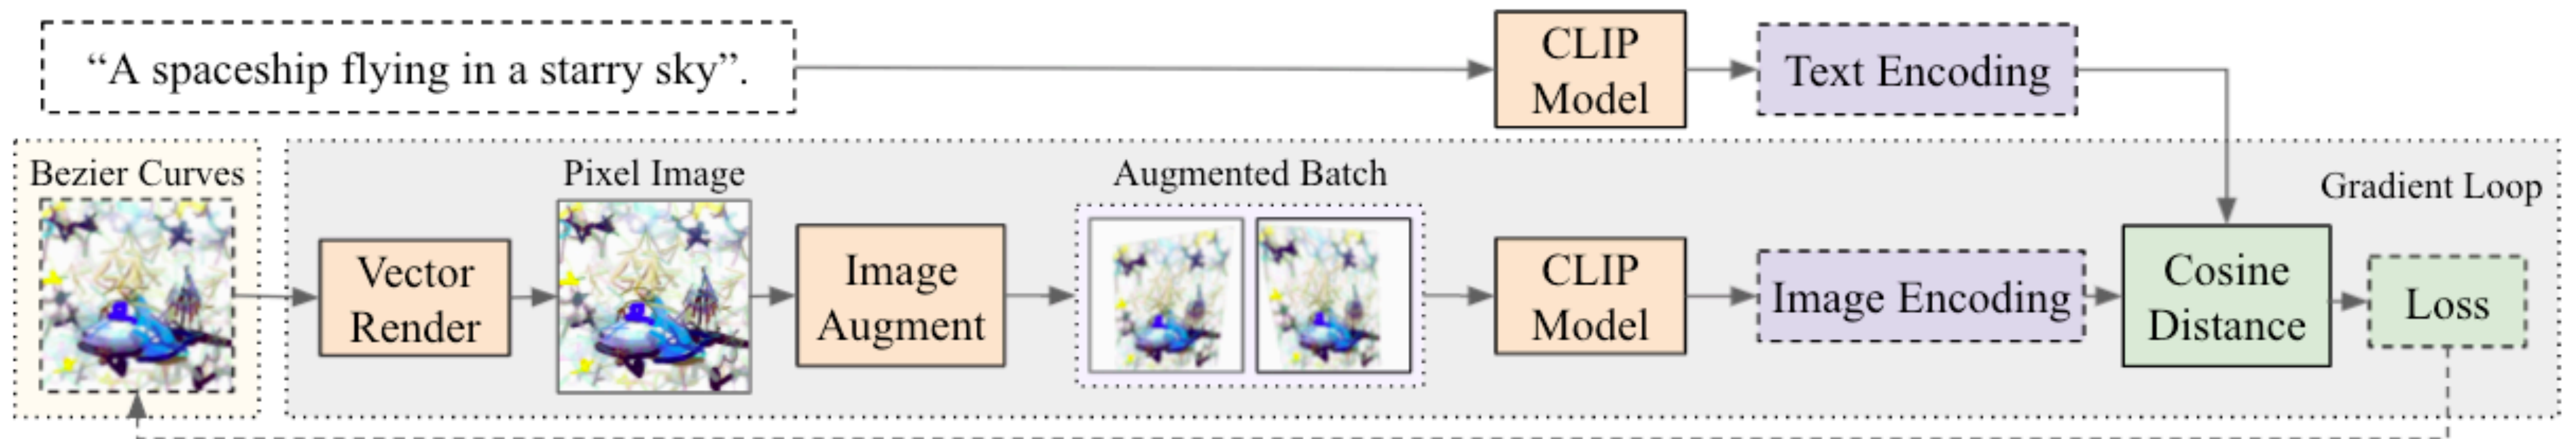 “A spaceship flying in a starry sky”.
CLIP
Model
Text Encoding
Bezier Curves
Pixel Image
Augmented Batch
Gradient Loop
Vector
Render
Image
Augment
CLIP
Model
Image Encoding
Cosine
Distance
Loss